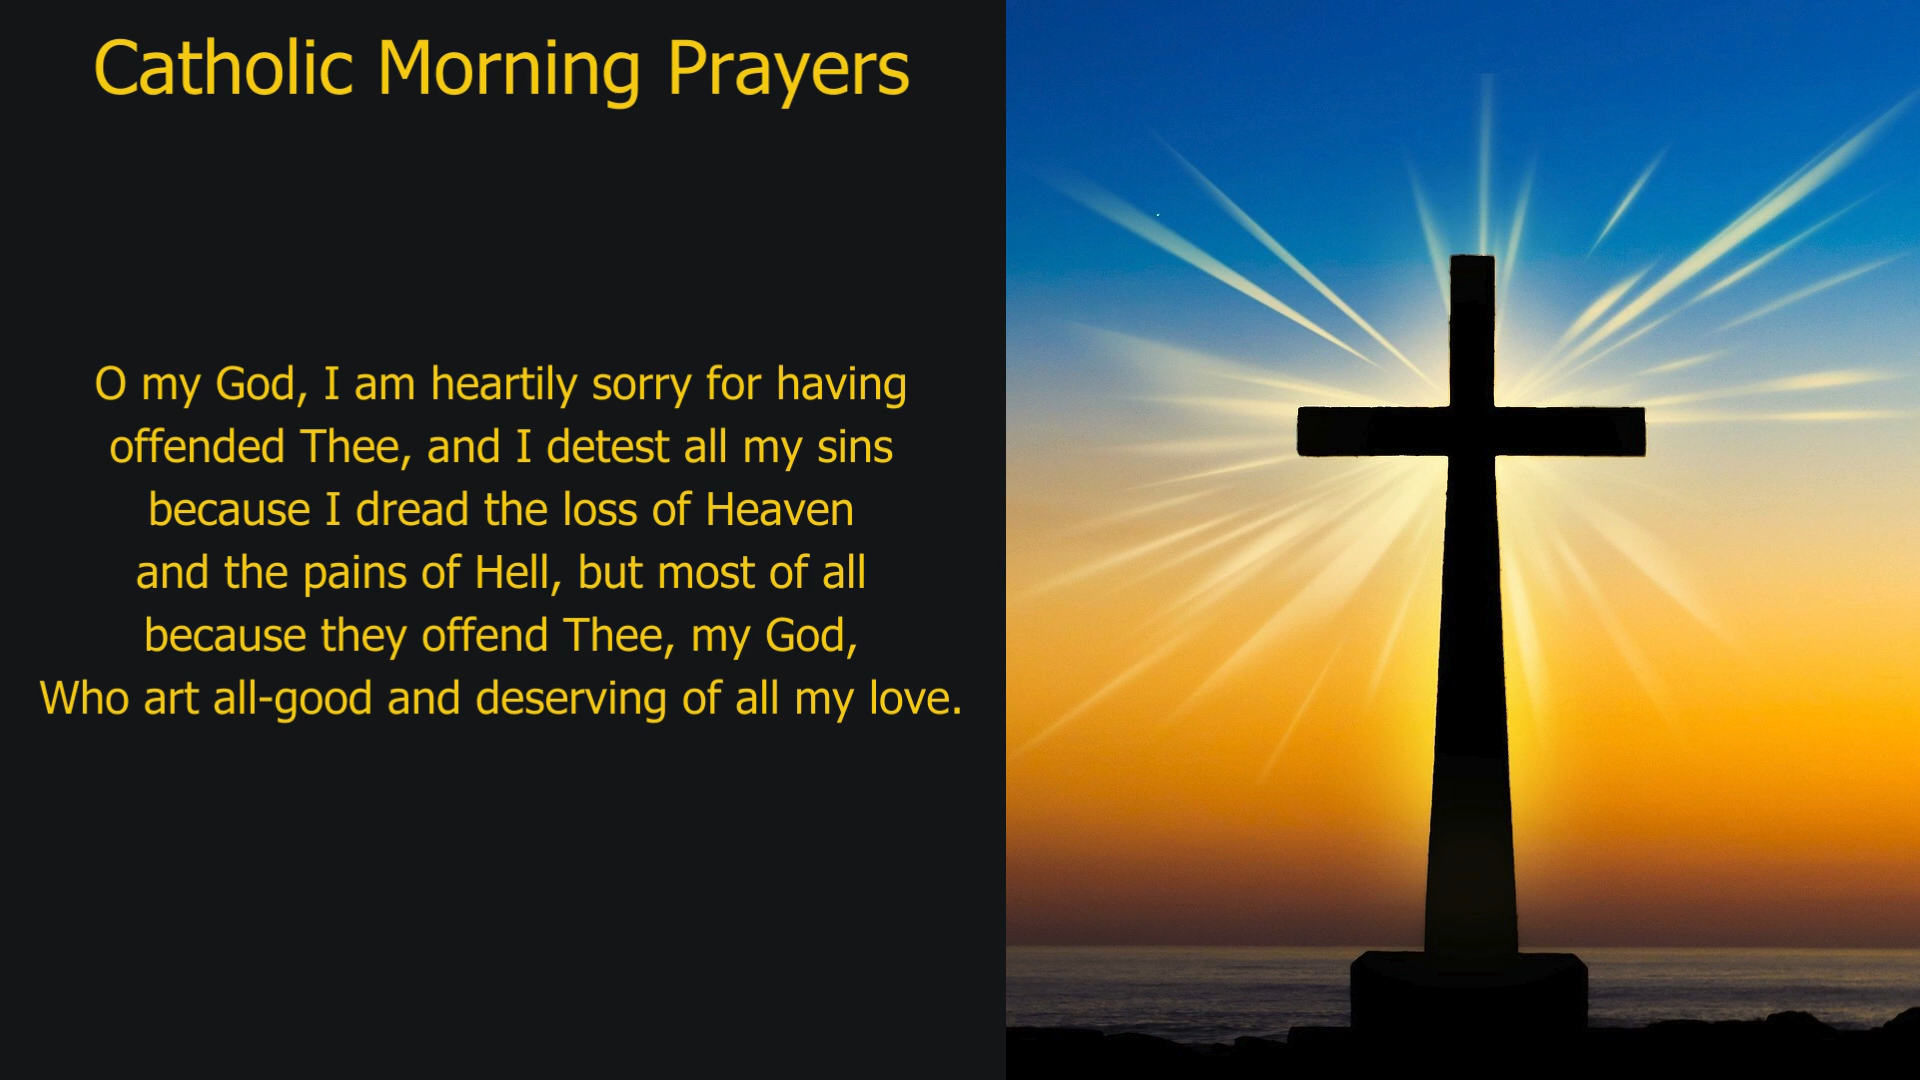 Catholic Morning Prayers
O my God, I am heartily sorry for having
offended Thee, and I detest all my sins
because I dread the loss of Heaven
and the pains of Hell, but most of all
because they offend Thee, my God,
Who art all-good and deserving of all my love.